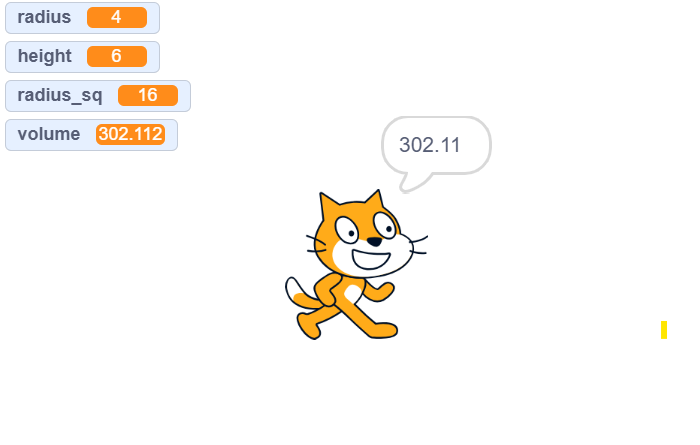 radius 4
height 6
radius_sq 16
volume 302.112
302.11